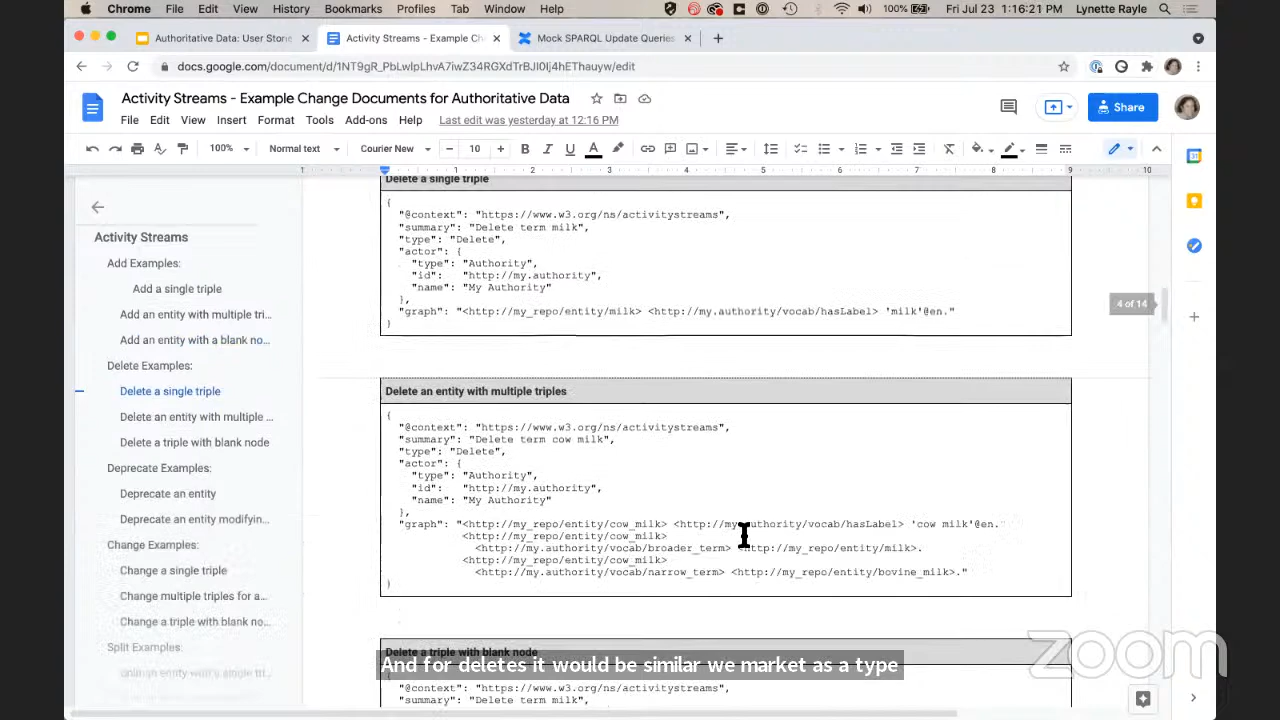 Chrome File Edit View History Bookmarks Profiles Tab Window Help 100% Fri Jul 23 1:16:21 PM Lynette Rayle
Authoritative Data: User Storie Activity Streams - Example Ch Mock SPARQL Update Queries
docs.google.com/document/d/1NT9gR_PbLwlpLhvA7iwZ34RGXdTrBJl0Ij4hEThauyw/edit
Activity Streams - Example Change Documents for Authoritative Data
File Edit View Insert Format Tools Add-ons Help Last edit was yesterday at 12:16 PM
Share
100% Normal text Courier New 10 B I U A
1 1 2 3 4 5 6 7 8 9 10
Activity Streams
Add Examples:
Add a single triple
Add an entity with multiple tri...
Add an entity with a blank no...
Delete Examples:
Delete a single triple
Delete an entity with multiple ...
Delete a triple with blank node
Deprecate Examples:
Deprecate an entity
Deprecate an entity modifyin...
Change Examples:
Change a single triple
Change multiple triples for a...
Change a triple with blank no...
Split Examples:
Delete a single triple
{
"@context": "https://www.w3.org/ns/activitystreams",
"summary": "Delete term milk",
"type": "Delete",
"actor": {
"type": "Authority",
"id": "http://my.authority",
"name": "My Authority"
},
"graph": "<http://my_repo/entity/milk> <http://my.authority/vocab/hasLabel> 'milk'@en."
}
4 of 14
Delete an entity with multiple triples
{
"@context": "https://www.w3.org/ns/activitystreams",
"summary": "Delete term cow milk",
"type": "Delete",
"actor": {
"type": "Authority",
"id": "http://my.authority",
"name": "My Authority"
},
"graph": "<http://my_repo/entity/cow_milk> <http://my.authority/vocab/hasLabel> 'cow milk'@en."
<http://my_repo/entity/cow_milk>
<http://my.authority/vocab/broader_term> <http://my_repo/entity/milk>.
<http://my_repo/entity/cow_milk>
<http://my.authority/vocab/narrow_term> <http://my_repo/entity/bovine_milk>."
}
Delete a triple with blank node
And for deletes it would be similar we market as a type
"@context": "https://www.w3.org/ns/activitystreams",
"summary": "Delete term milk",
zoom